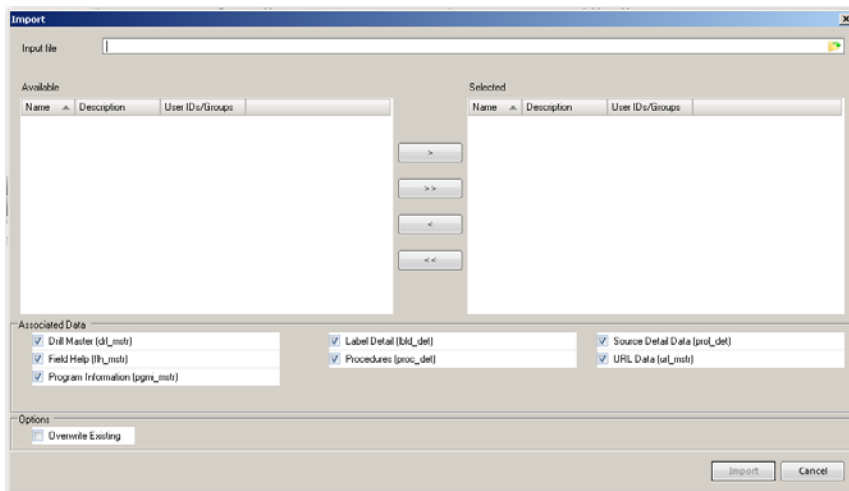 Import
Input file
Available
Selected
Name Description User IDs/Groups
Name Description User IDs/Groups
>
>>
<
<<
Associated Data
Drill Master (drl_mstr)
Label Detail (lbld_det)
Source Detail Data (prol_det)
Field Help (flh_mstr)
Procedures (proc_det)
URL Data (url_mstr)
Program Information (pgmi_mstr)
Options
Overwrite Existing
Import
Cancel